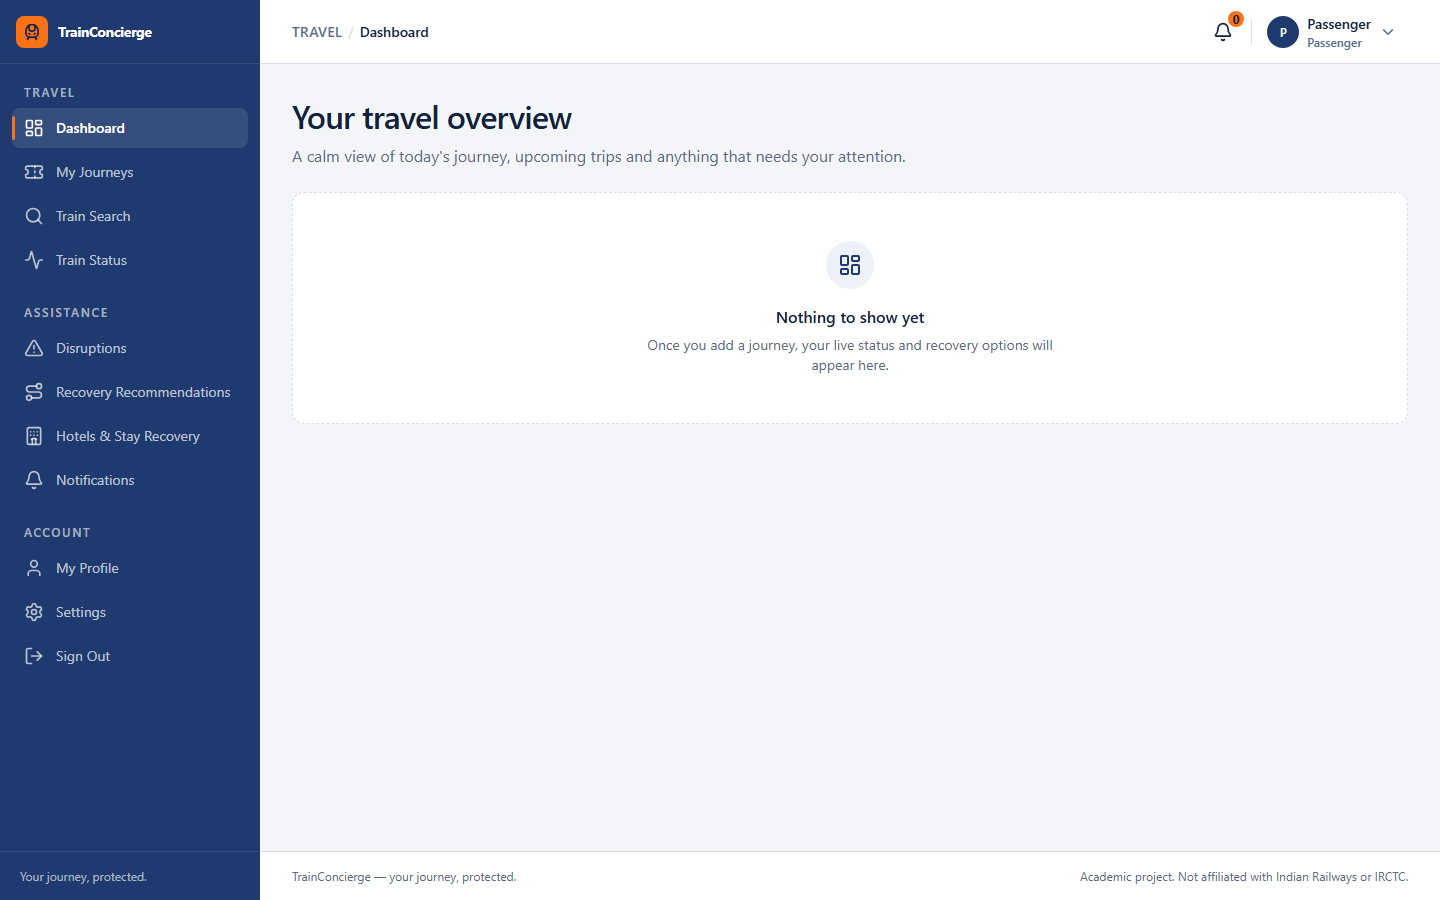 TrainConcierge
TRAVEL
Dashboard
My Journeys
Train Search
Train Status
ASSISTANCE
Disruptions
Recovery Recommendations
Hotels & Stay Recovery
Notifications
ACCOUNT
My Profile
Settings
Sign Out
Your journey, protected.
TRAVEL / Dashboard
0
P
Passenger
Passenger
Your travel overview
A calm view of today's journey, upcoming trips and anything that needs your attention.
Nothing to show yet
Once you add a journey, your live status and recovery options will
appear here.
TrainConcierge — your journey, protected.
Academic project. Not affiliated with Indian Railways or IRCTC.